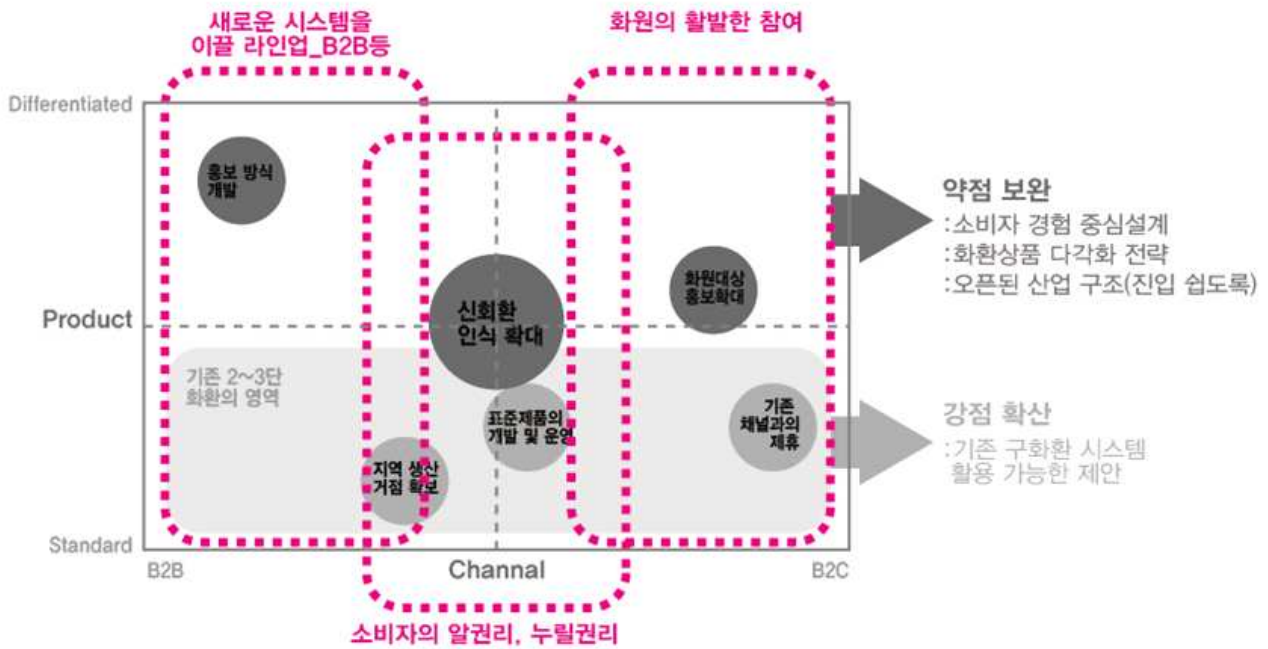 새로운 시스템을
이끌 라인업_B2B등
화원의 활발한 참여
Differentiated
홍보 방식
개발
약점 보완
:소비자 경험 중심설계
:화환상품 다각화 전략
:오픈된 산업 구조(진입 쉽도록)
화원대상
홍보확대
신회환
인식 확대
Product
기존 2~3단
화환의 영역
표준제품의
개발 및 운영
기존
채널과의
제휴
강점 확산
:기존 구화환 시스템
활용 가능한 제안
지역 생산
거점 확보
Standard
B2B
Channal
B2C
소비자의 알권리, 누릴권리